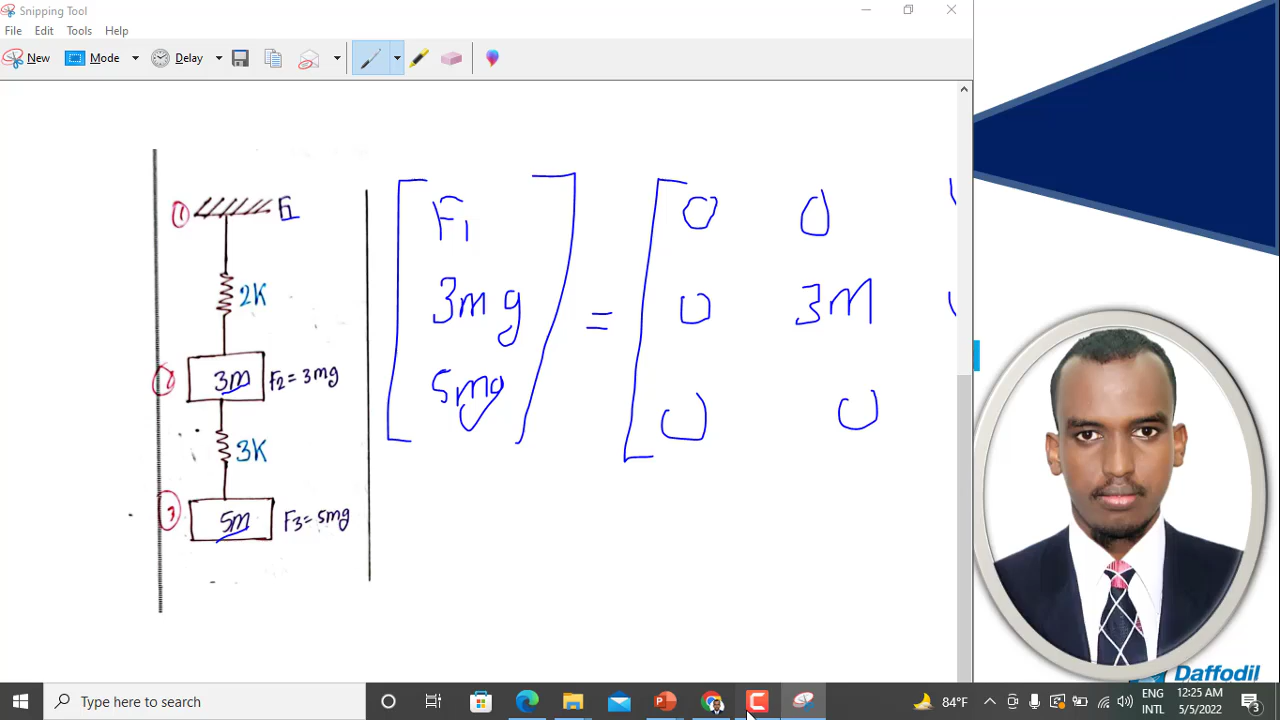 Snipping Tool
File Edit Tools Help
New Mode Delay
① F1
2K
② 3m F2 = 3mg
3K
③ 5m F3 = 5mg
F1
3mg
5mg
=
0 0
0 3M
0 0
Daffodil
Type here to search
84°F
ENG
INTL
12:25 AM
5/5/2022
3